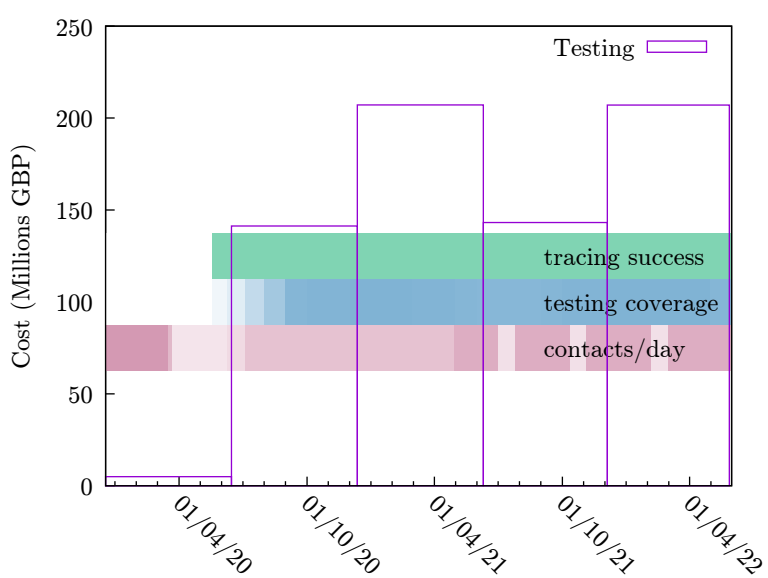 250
200
150
100
50
0
Cost (Millions GBP)
Testing
tracing success
testing coverage
contacts/day
01/04/20
01/10/20
01/04/21
01/10/21
01/04/22